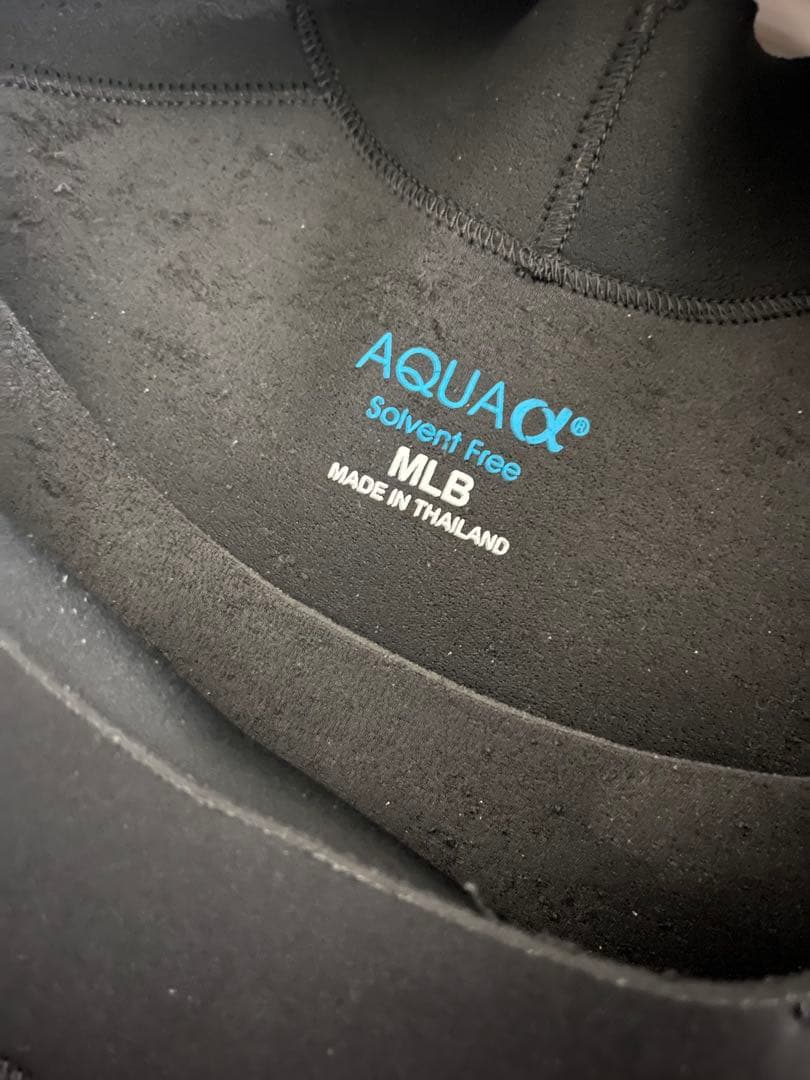 AQUAα®
Solvent Free
MLB
MADE IN THAILAND